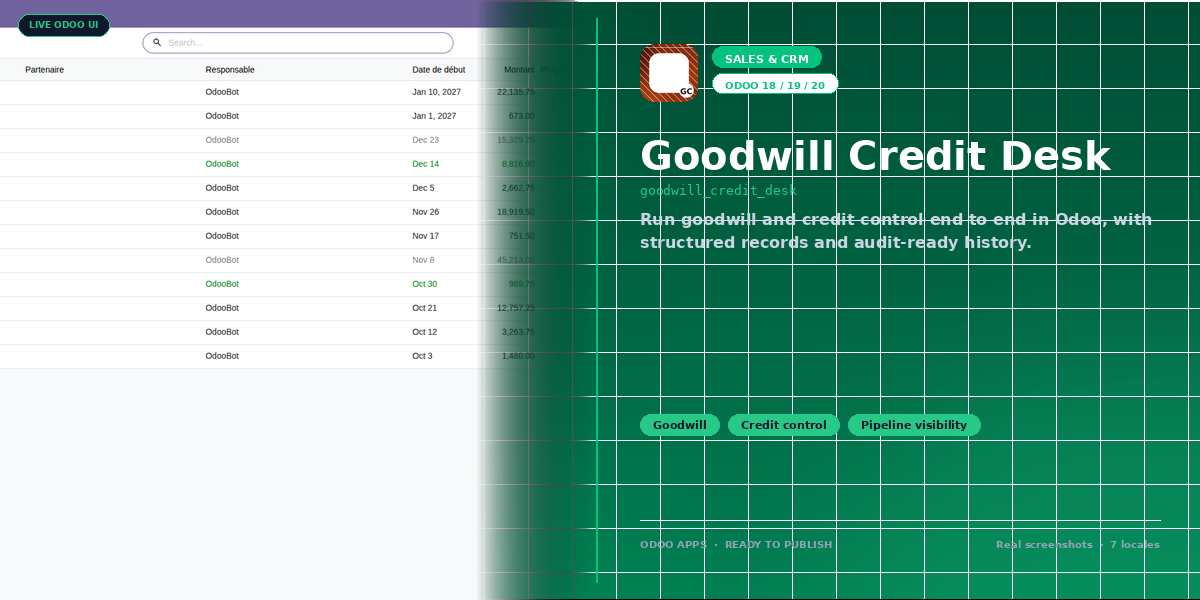 LIVE ODOO UI
Search...
Partenaire Responsable Date de début Montant
OdooBot Jan 10, 2027 22,135.75
OdooBot Jan 1, 2027 673.00
OdooBot Dec 23 15,329.25
OdooBot Dec 14 8,816.90
OdooBot Dec 5 2,662.75
OdooBot Nov 26 18,919.50
OdooBot Nov 17 751.50
OdooBot Nov 8 45,213.00
OdooBot Oct 30 989.75
OdooBot Oct 21 12,757.25
OdooBot Oct 12 3,263.75
OdooBot Oct 3 1,480.00
GC
SALES & CRM
ODOO 18 / 19 / 20
Goodwill Credit Desk
goodwill_credit_desk
Run goodwill and credit control end to end in Odoo, with
structured records and audit-ready history.
Goodwill Credit control Pipeline visibility
ODOO APPS · READY TO PUBLISH
Real screenshots · 7 locales